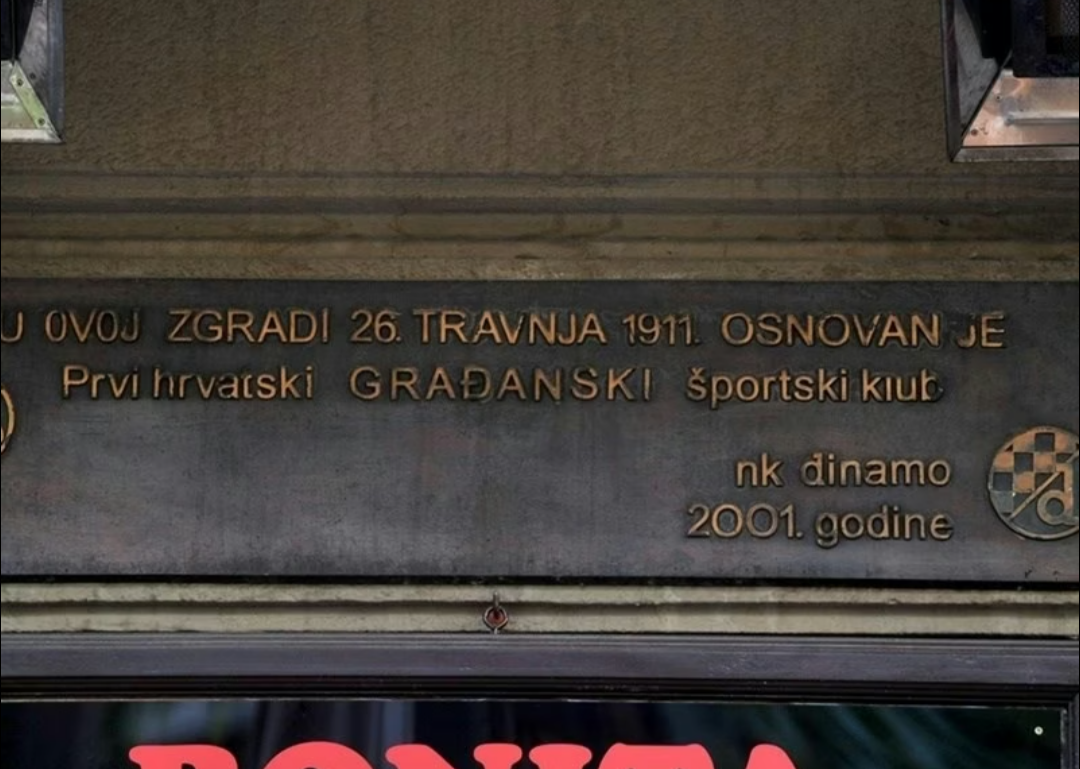 U OVOJ ZGRADI 26. TRAVNJA 1911. OSNOVAN JE
Prvi hrvatski GRAĐANSKI športski klub
nk dinamo
2001. godine